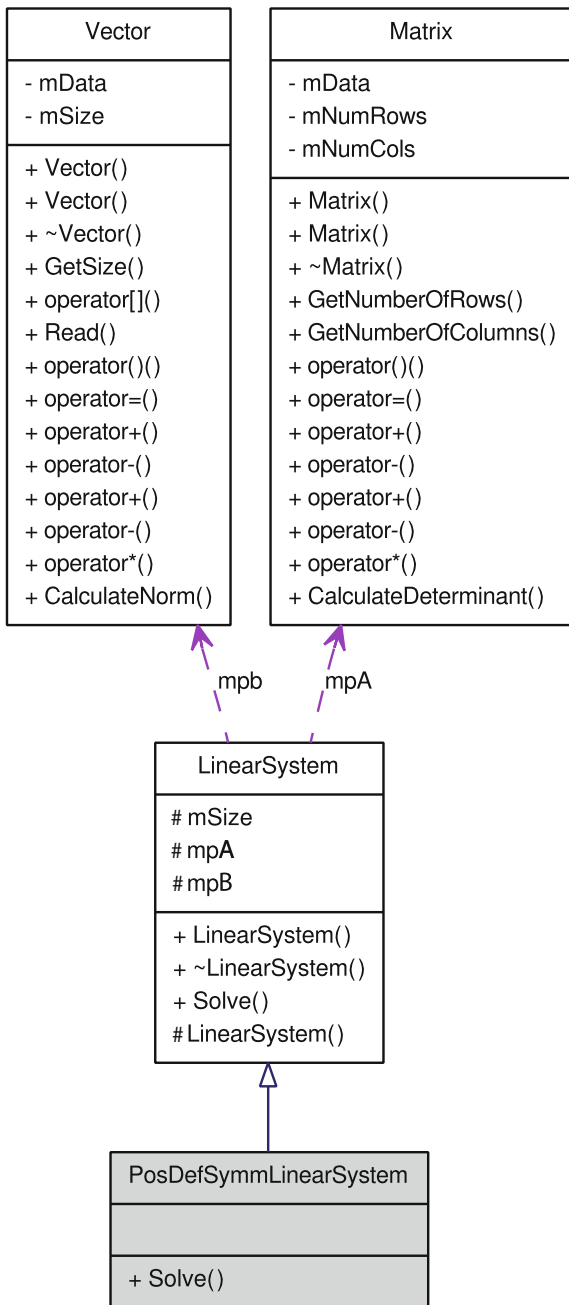 Vector
- mData
- mSize
+ Vector()
+ Vector()
+ ~Vector()
+ GetSize()
+ operator[]()
+ Read()
+ operator()()
+ operator=()
+ operator+()
+ operator-()
+ operator+()
+ operator-()
+ operator*()
+ CalculateNorm()
Matrix
- mData
- mNumRows
- mNumCols
+ Matrix()
+ Matrix()
+ ~Matrix()
+ GetNumberOfRows()
+ GetNumberOfColumns()
+ operator()()
+ operator=()
+ operator+()
+ operator-()
+ operator+()
+ operator-()
+ operator*()
+ CalculateDeterminant()
mpb
mpA
LinearSystem
# mSize
# mpA
# mpB
+ LinearSystem()
+ ~LinearSystem()
+ Solve()
# LinearSystem()
PosDefSymmLinearSystem
+ Solve()